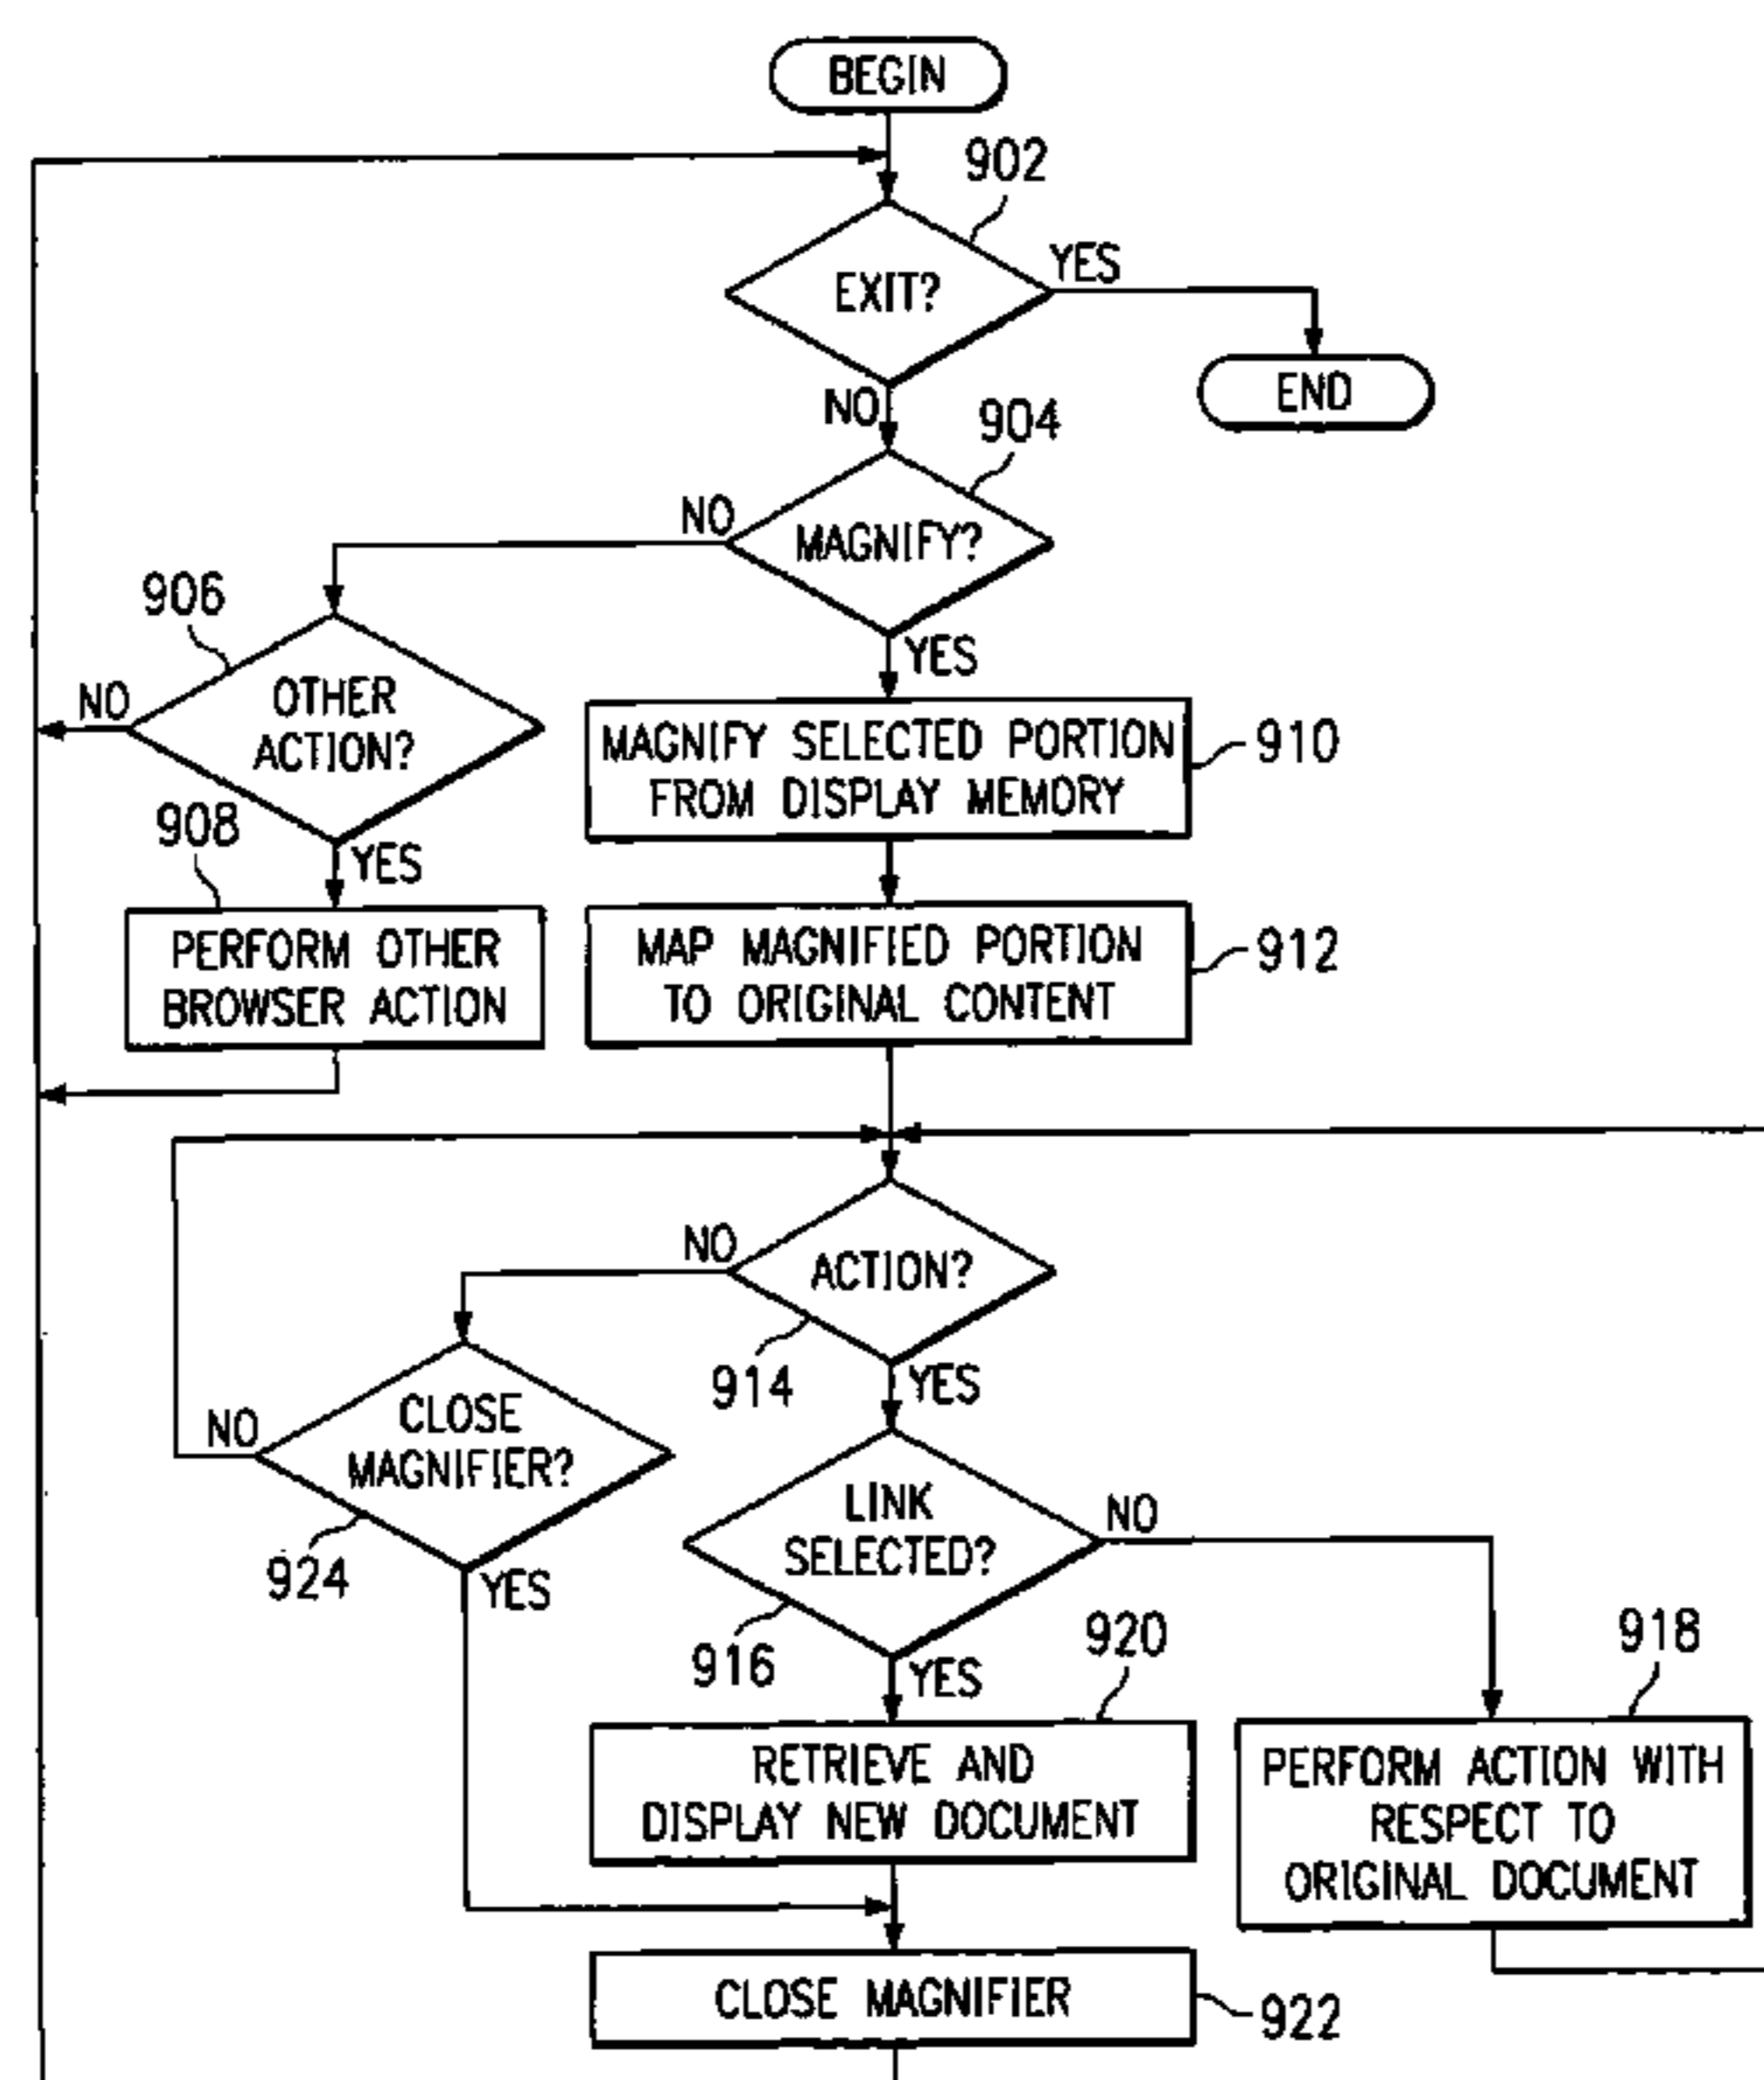 BEGIN
902
EXIT?
YES
END
NO
904
MAGNIFY?
NO
906
OTHER
ACTION?
NO
YES
YES
MAGNIFY SELECTED PORTION
FROM DISPLAY MEMORY
910
908
PERFORM OTHER
BROWSER ACTION
MAP MAGNIFIED PORTION
TO ORIGINAL CONTENT
912
ACTION?
NO
914
YES
CLOSE
MAGNIFIER?
NO
924
YES
LINK
SELECTED?
NO
916
YES
920
918
RETRIEVE AND
DISPLAY NEW DOCUMENT
PERFORM ACTION WITH
RESPECT TO
ORIGINAL DOCUMENT
CLOSE MAGNIFIER
922